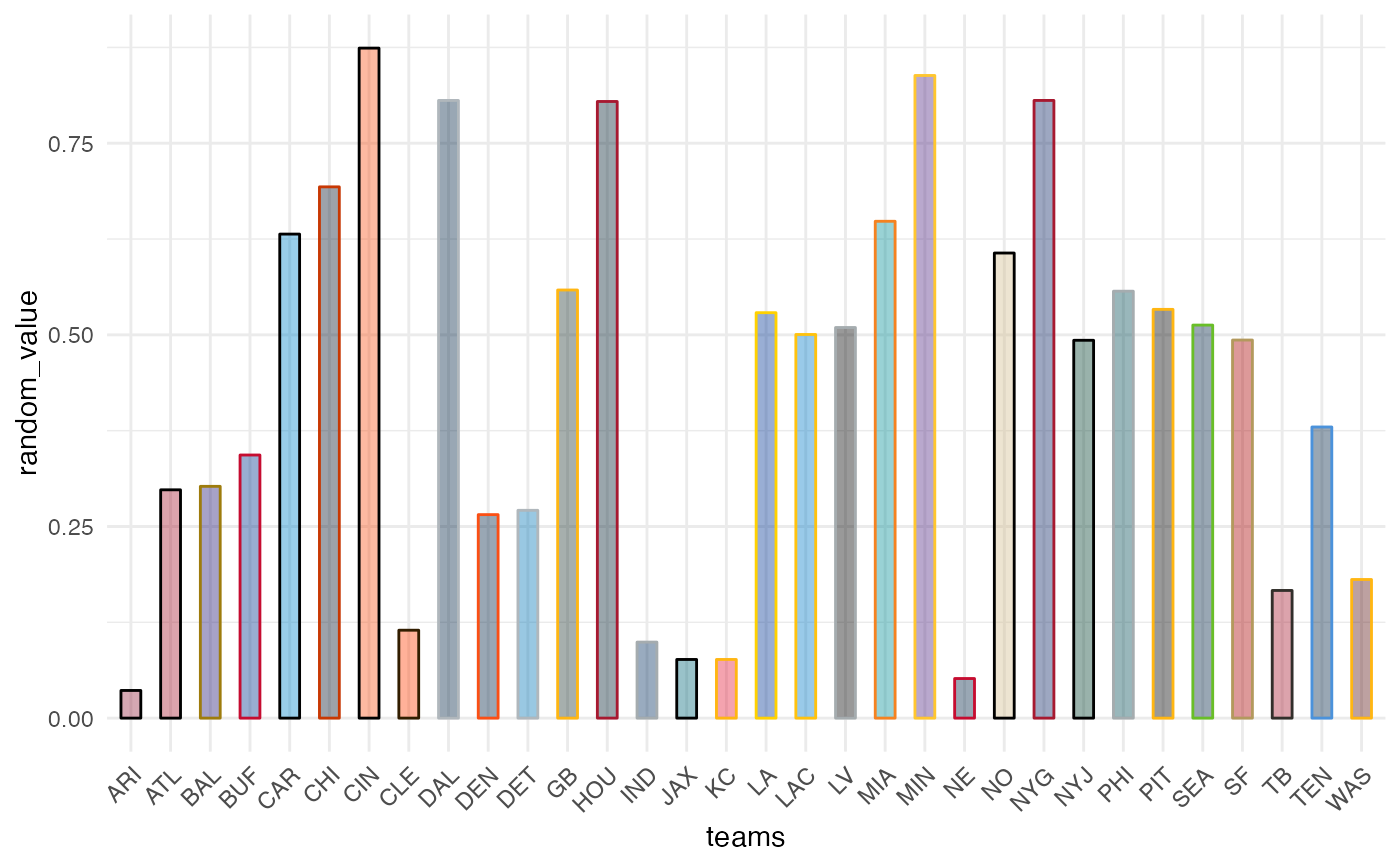 random_value
0.75
0.50
0.25
0.00
ARI ATL BAL BUF CAR CHI CIN CLE DAL DEN DET GB HOU IND JAX KC LA LAC LV MIA MIN NE NO NYG NYJ PHI PIT SEA SF TB TEN WAS
teams